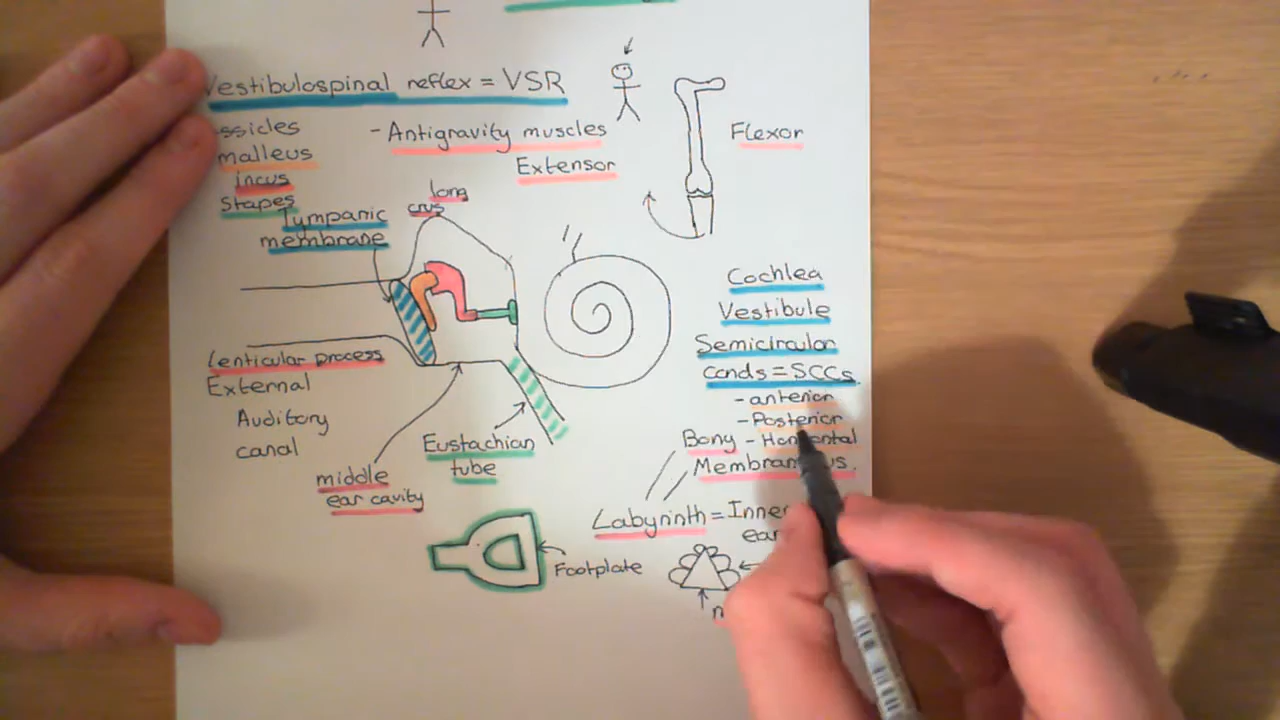 Vestibulospinal reflex = VSR
ssicles
malleus
incus
Stapes
- Antigravity muscles
Extensor
Flexor
long
crus
Tympanic
membrane
Cochlea
Vestibule
Semicircular
canals = SCCs.
- anterior
- Posterior
- Horizontal
Bony
Membranous.
Lenticular process
External
Auditory
canal
Eustachian
tube
middle
ear cavity
Labyrinth = Inner
ear
Footplate